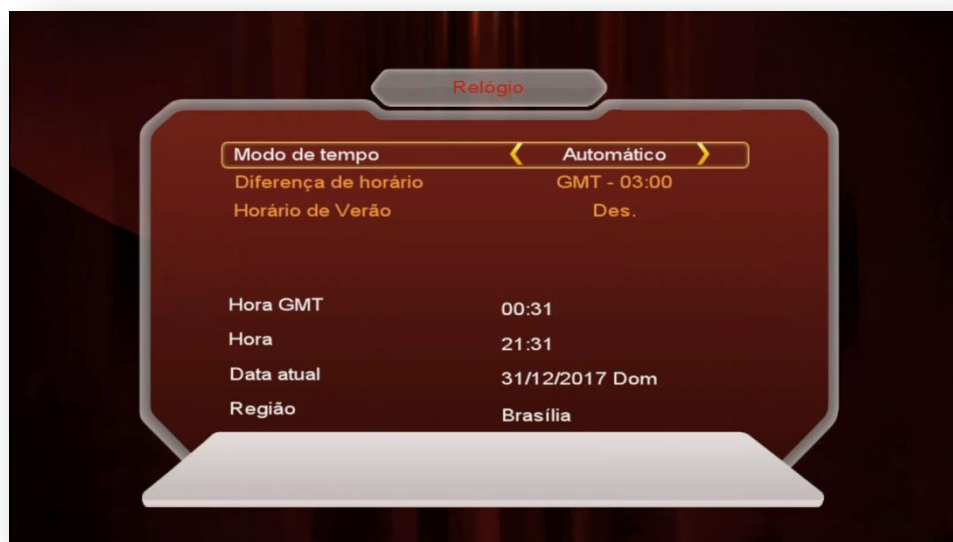 Relógio
Modo de tempo Automático
Diferença de horário GMT - 03:00
Horário de Verão Des.
Hora GMT 00:31
Hora 21:31
Data atual 31/12/2017 Dom
Região Brasília